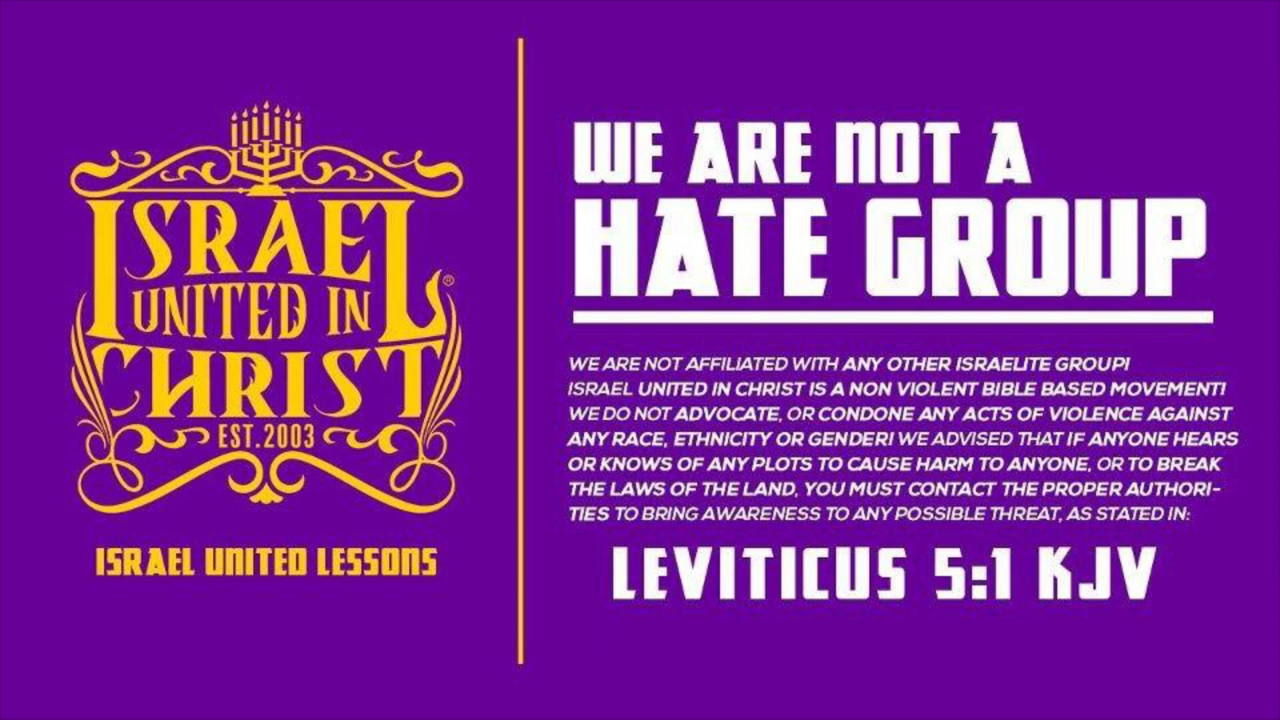 ISRAEL
UNITED IN
CHRIST
®
EST. 2003
ISRAEL UNITED LESSONS
WE ARE NOT A
HATE GROUP
WE ARE NOT AFFILIATED WITH ANY OTHER ISRAELITE GROUP!
ISRAEL UNITED IN CHRIST IS A NON VIOLENT BIBLE BASED MOVEMENT!
WE DO NOT ADVOCATE, OR CONDONE ANY ACTS OF VIOLENCE AGAINST
ANY RACE, ETHNICITY OR GENDER! WE ADVISED THAT IF ANYONE HEARS
OR KNOWS OF ANY PLOTS TO CAUSE HARM TO ANYONE, OR TO BREAK
THE LAWS OF THE LAND, YOU MUST CONTACT THE PROPER AUTHORI-
TIES TO BRING AWARENESS TO ANY POSSIBLE THREAT, AS STATED IN:
LEVITICUS 5:1 KJV